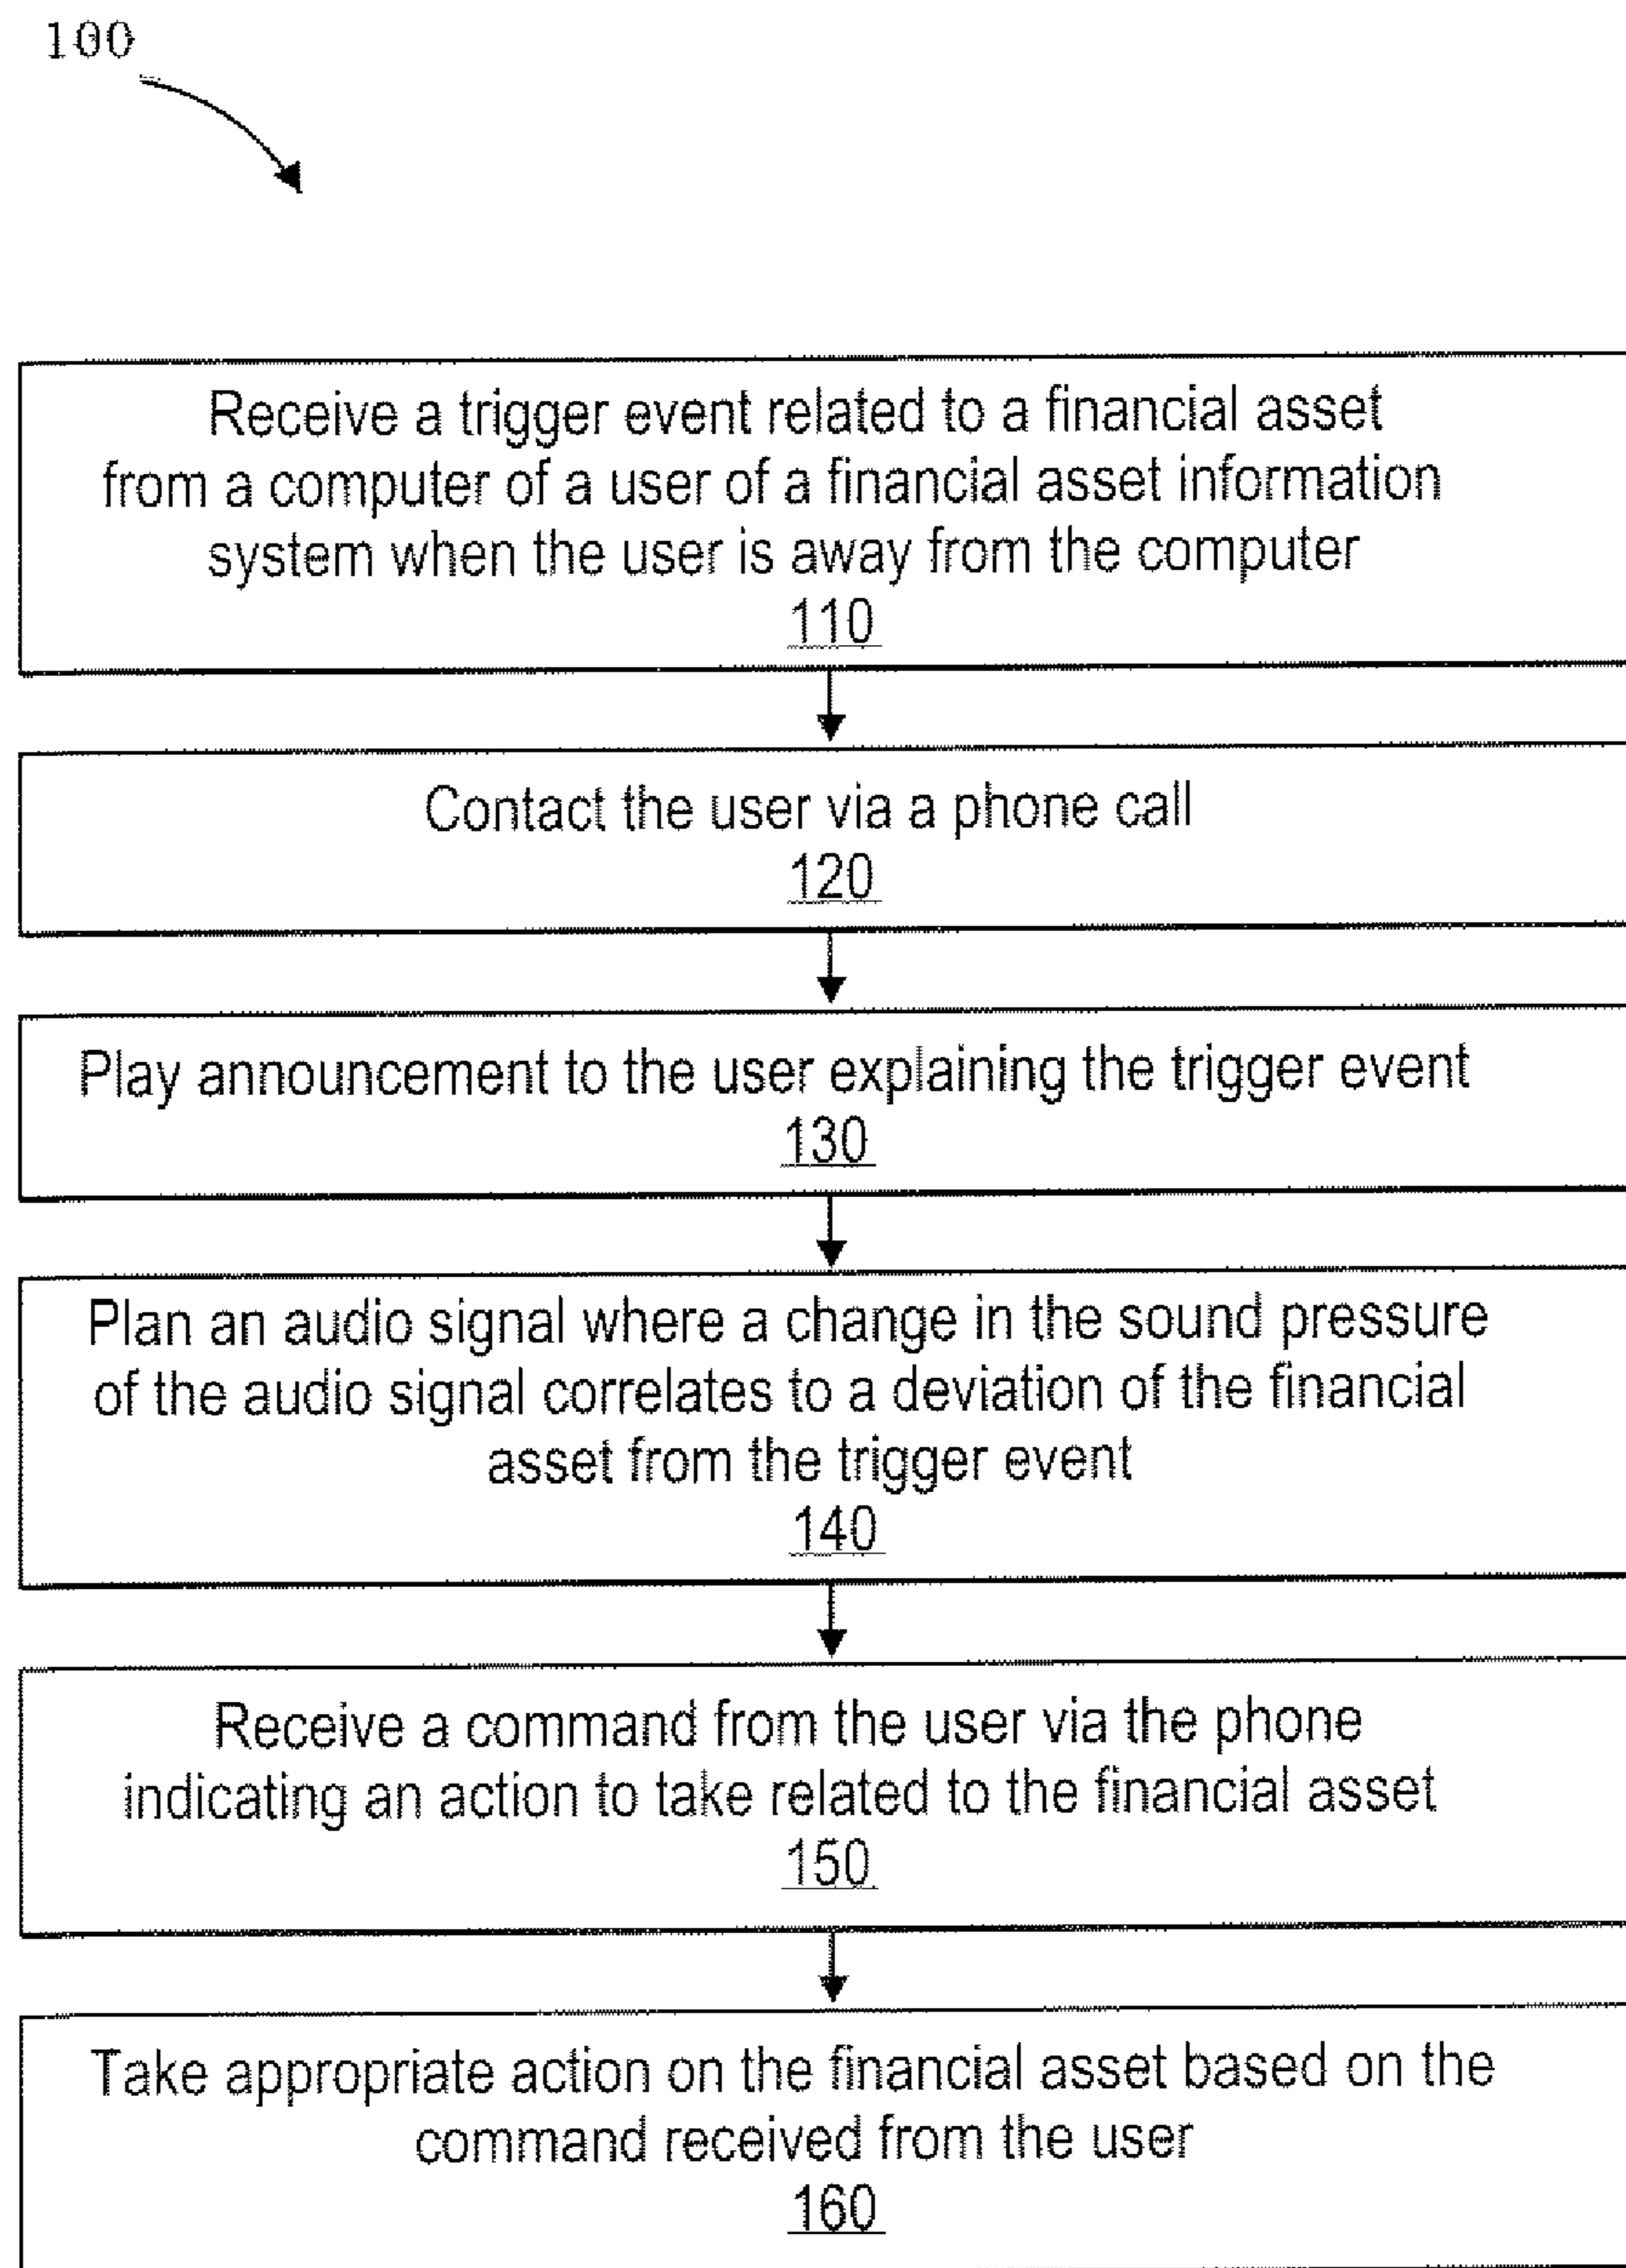 100
Receive a trigger event related to a financial asset
from a computer of a user of a financial asset information
system when the user is away from the computer
110
Contact the user via a phone call
120
Play announcement to the user explaining the trigger event
130
Plan an audio signal where a change in the sound pressure
of the audio signal correlates to a deviation of the financial
asset from the trigger event
140
Receive a command from the user via the phone
indicating an action to take related to the financial asset
150
Take appropriate action on the financial asset based on the
command received from the user
160